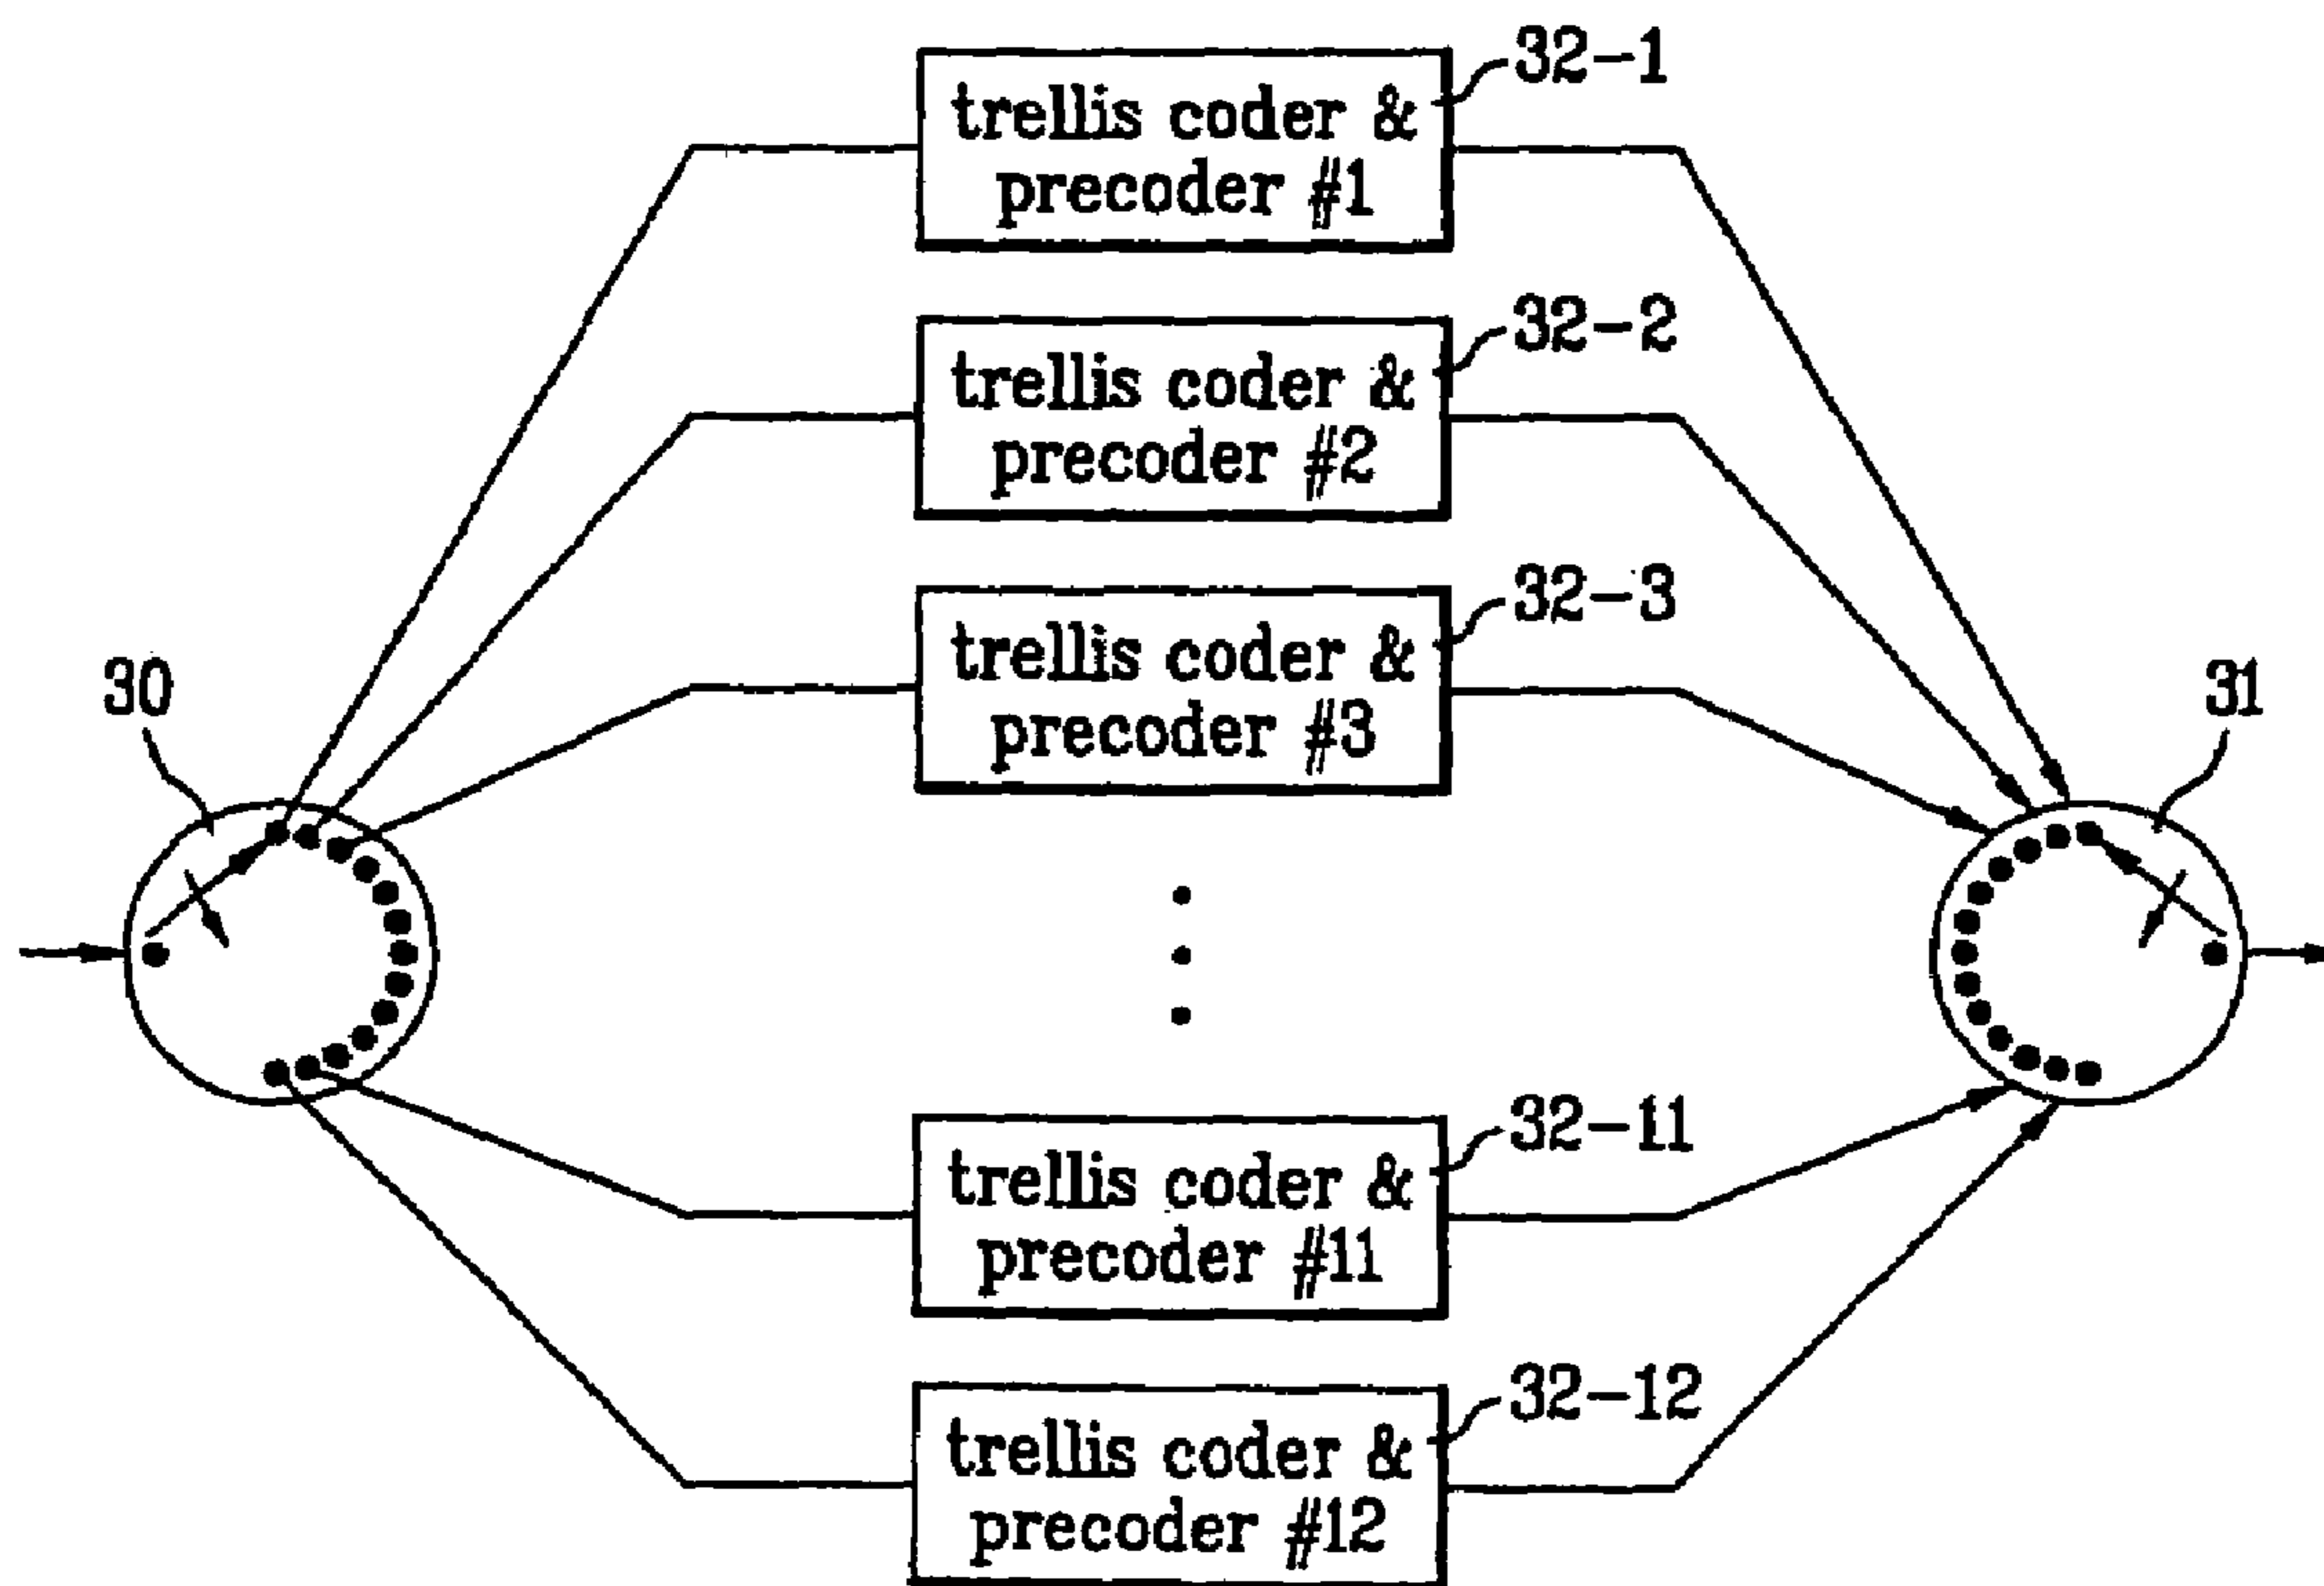 32-1
trellis coder &
precoder #1
32-2
trellis coder &
precoder #2
32-3
trellis coder &
precoder #3
30
31
32-11
trellis coder &
precoder #11
32-12
trellis coder &
precoder #12